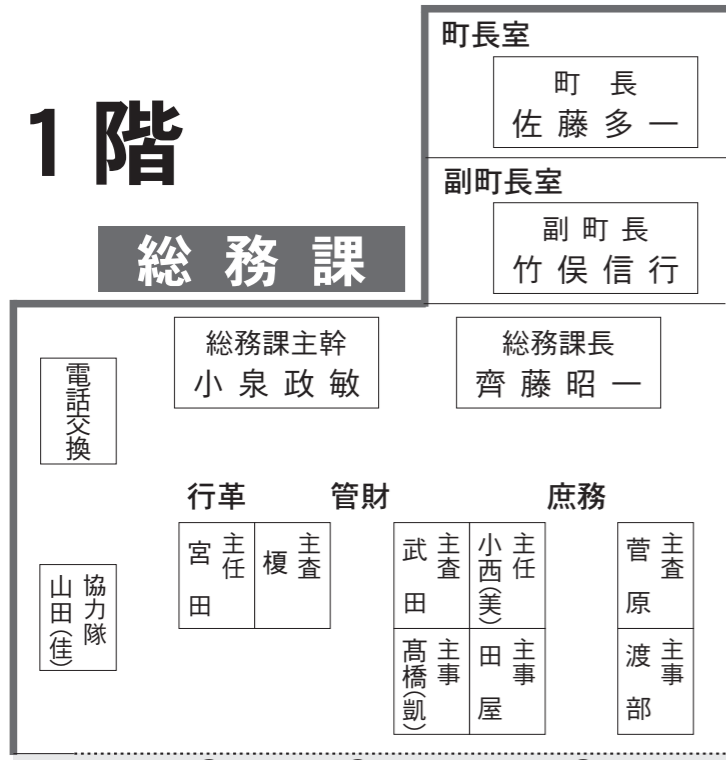 1階
町長室
町長
佐藤多一
副町長室
副町長
竹俣信行
総務課
総務課主幹
小泉政敏
総務課長
齊藤昭一
電話交換
行革
管財
庶務
主任
宮田
主査
榎
主査
武田
主任
小西(美)
主査
菅原
協力隊
山田(佳)
主事
髙橋(凱)
主事
田屋
主事
渡部